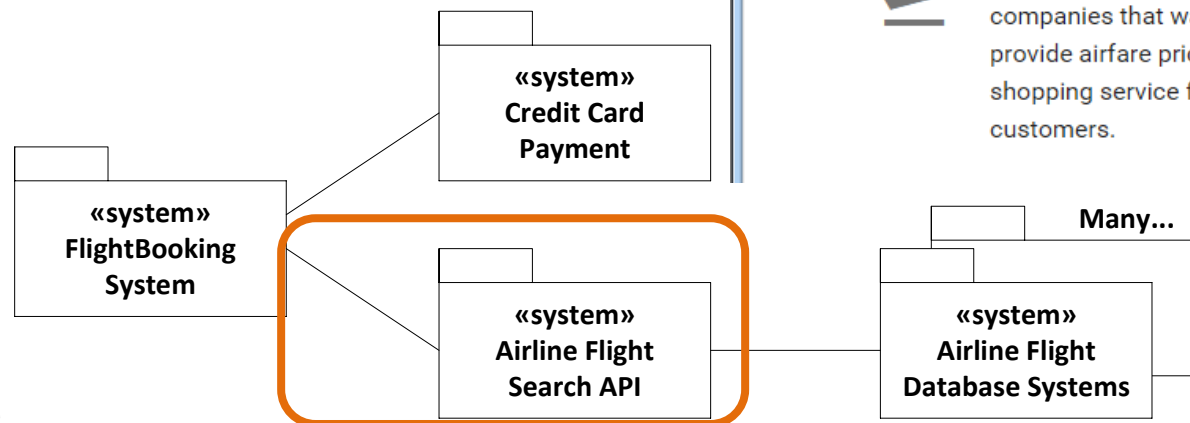 companies that
provide airfare
shopping service
customers.
«system»
Credit Card
Payment
«system»
FlightBooking
System
Many...
«system»
Airline Flight
Search API
«system»
Airline Flight
Database Systems